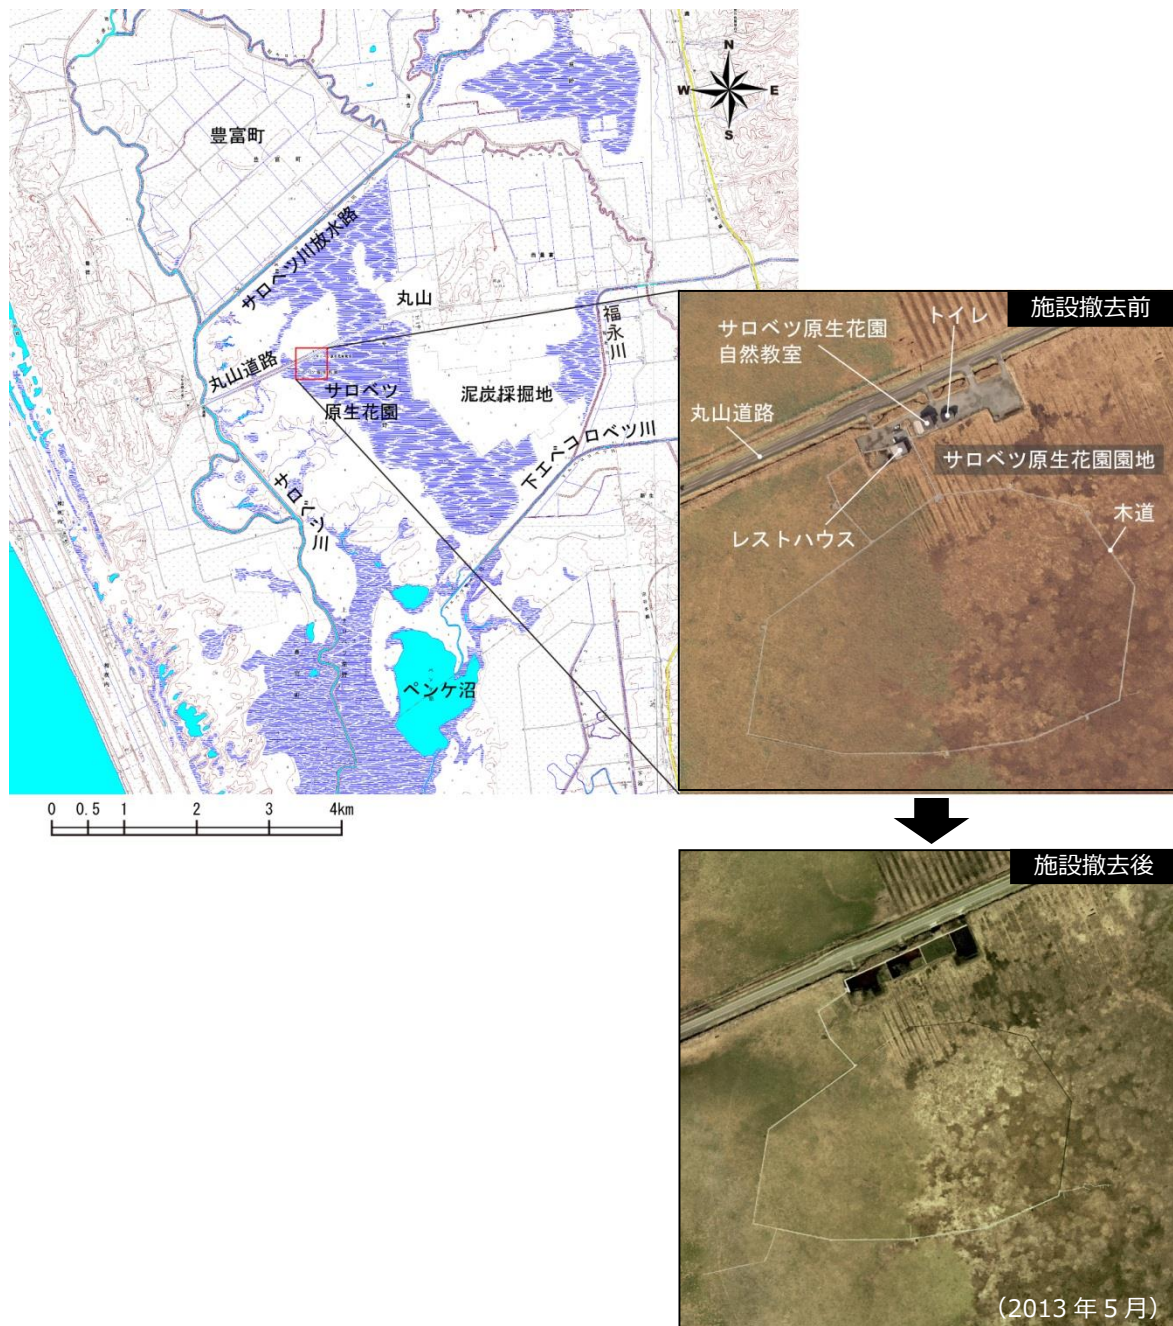 N
W
E
S
豊富町
サロベツ川放水路
丸山
福永川
丸山道路
サロベツ
原生花園
泥炭採掘地
下エベコロベツ川
サロベツ川
ペンケ沼
0 0.5 1 2 3 4km
施設撤去前
サロベツ原生花園
自然教室
トイレ
丸山道路
サロベツ原生花園園地
レストハウス
木道
施設撤去後
（2013 年 5 月）